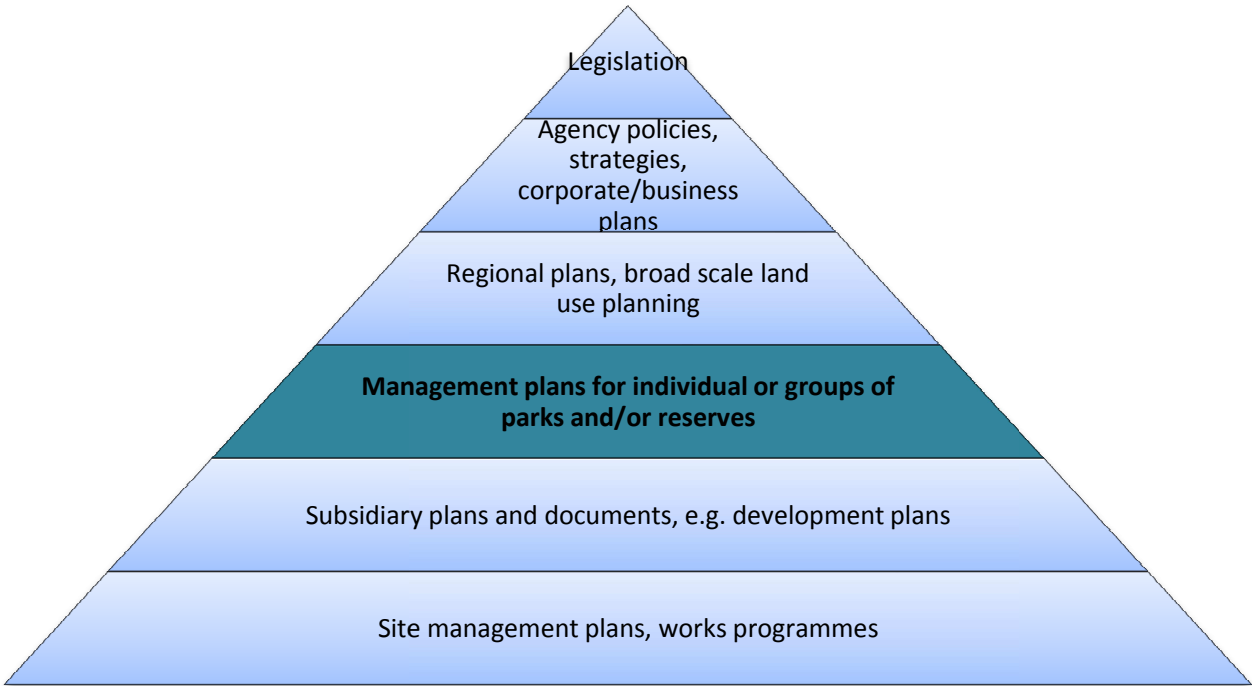 Legislation
Agency policies,
strategies,
corporate/business
plans
Regional plans, broad scale land
use planning
Management plans for individual or groups of
parks and/or reserves
Subsidiary plans and documents, e.g. development plans
Site management plans, works programmes